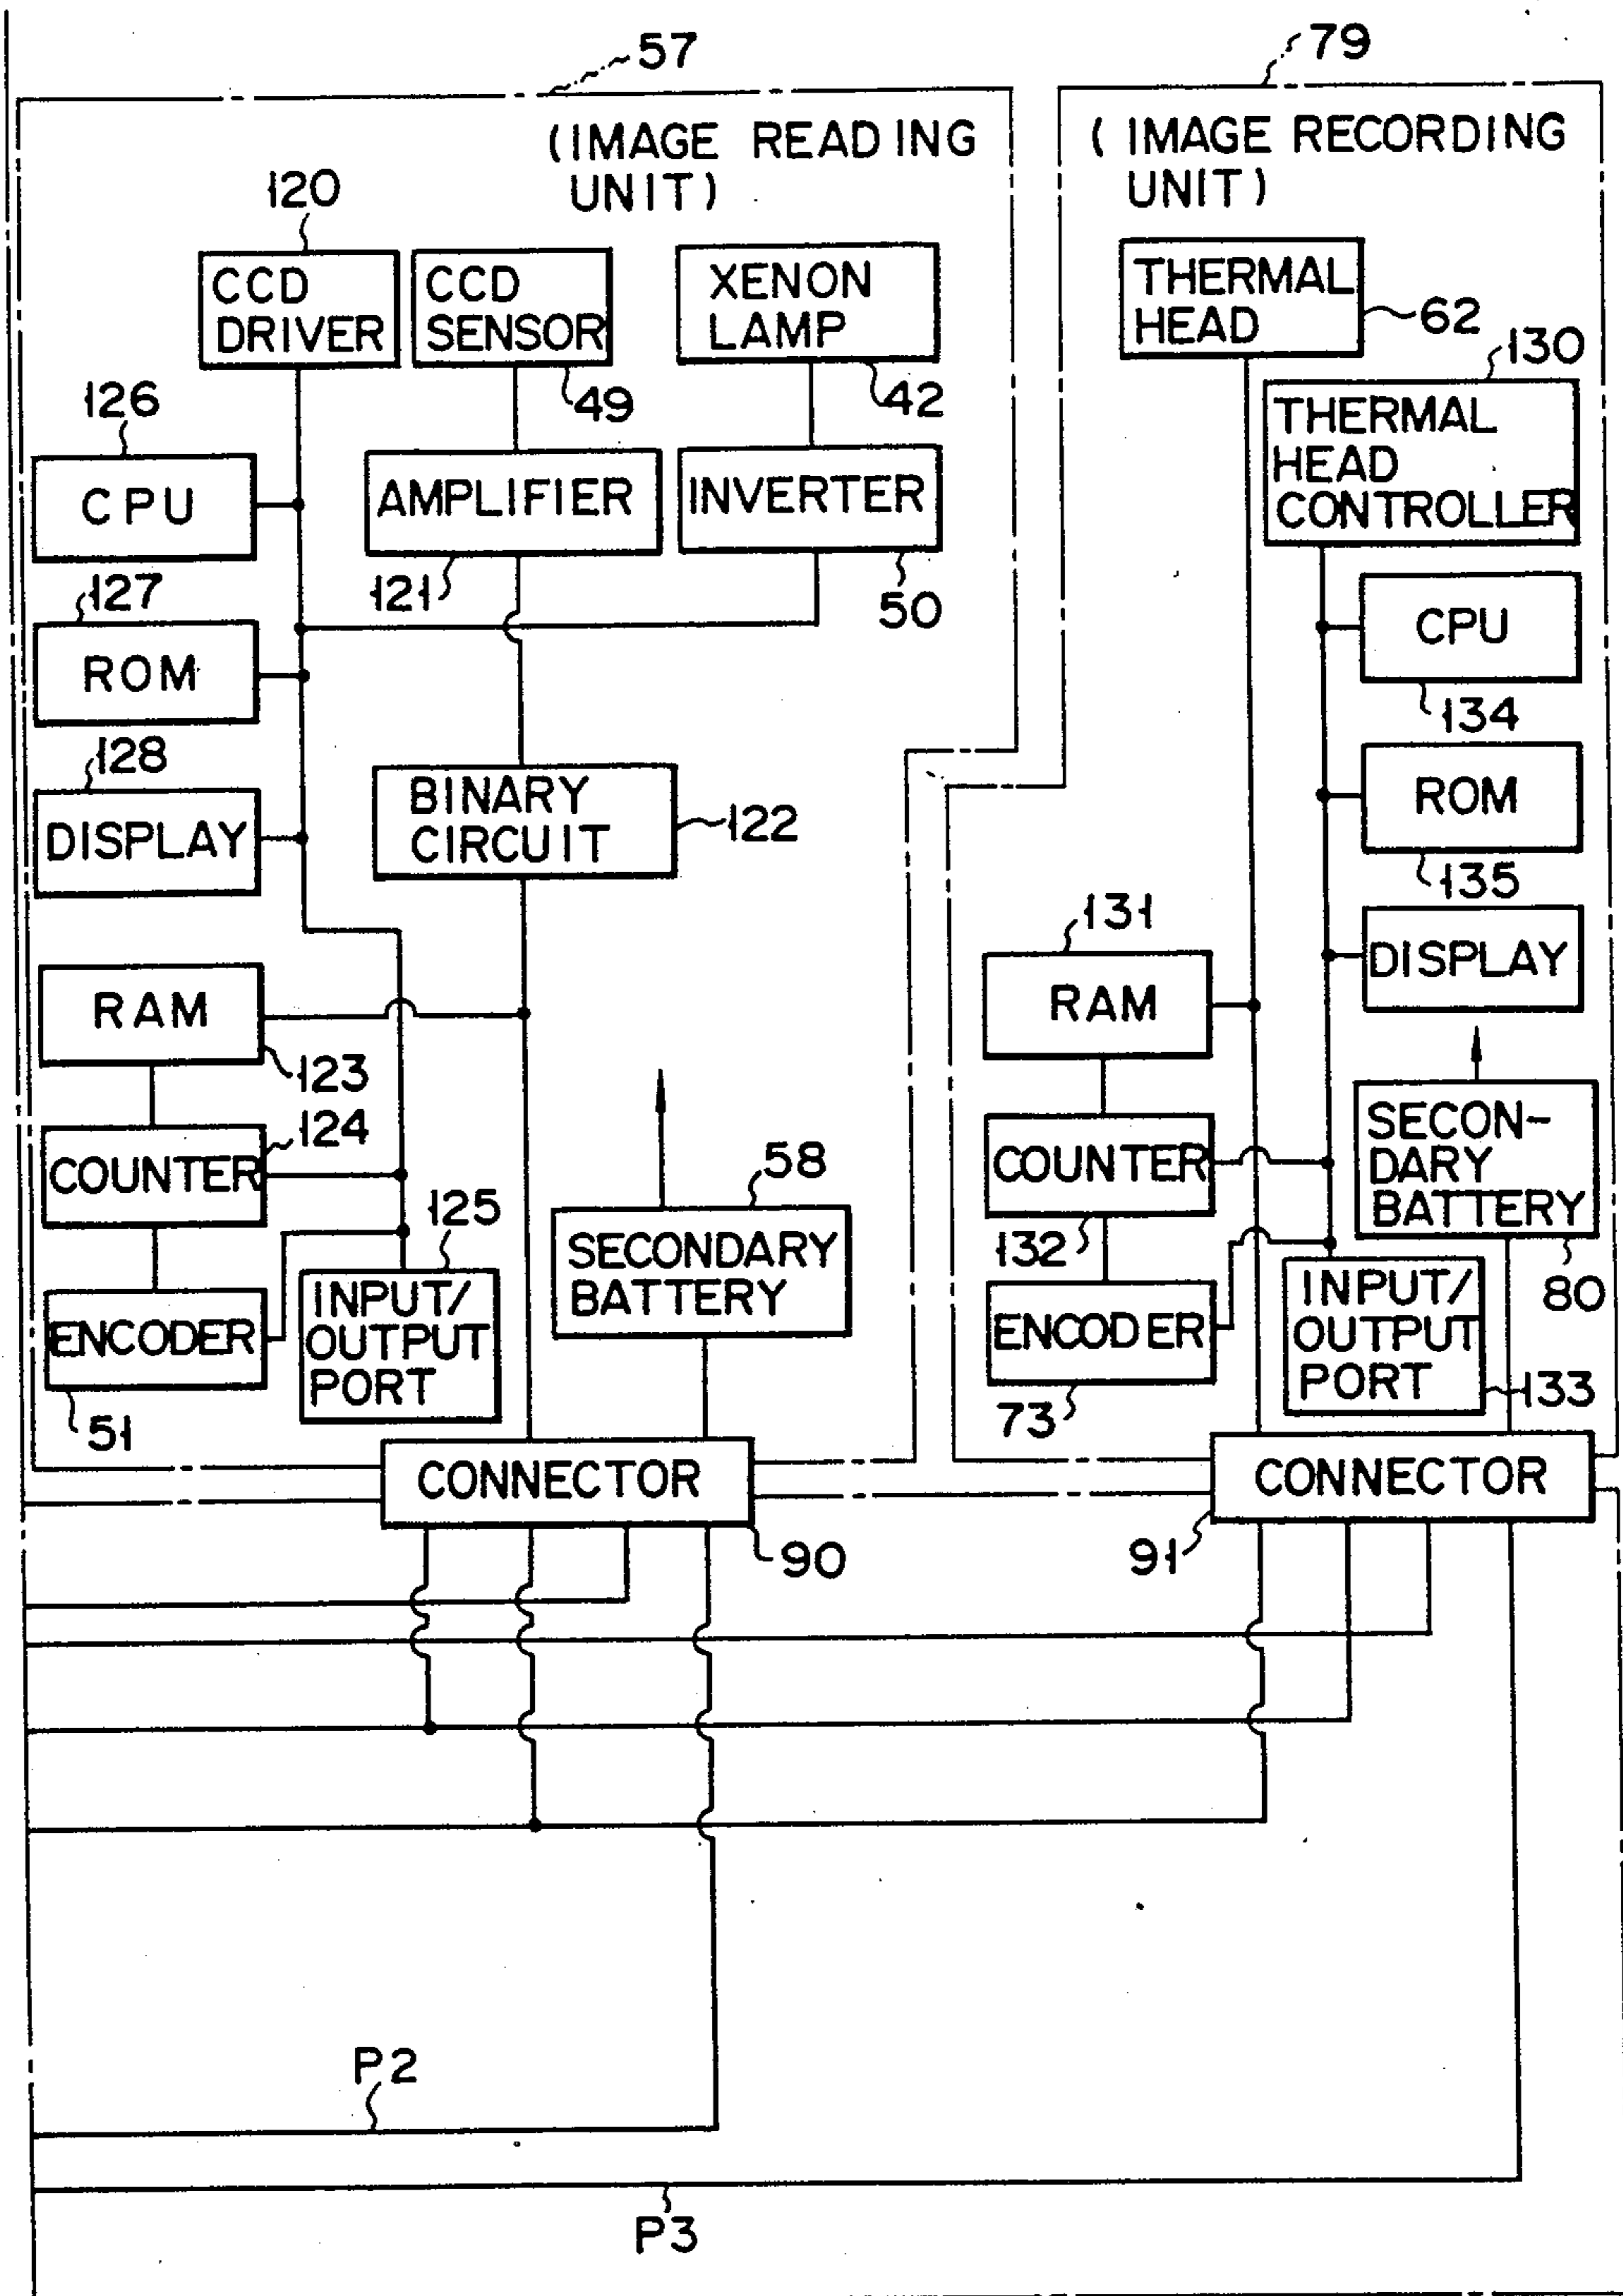 57
79
(IMAGE READING
UNIT)
(IMAGE RECORDING
UNIT)
120
CCD
DRIVER
CCD
SENSOR
49
XENON
LAMP
42
THERMAL
HEAD
62
130
THERMAL
HEAD
CONTROLLER
126
CPU
AMPLIFIER
121
INVERTER
50
127
ROM
CPU
134
128
DISPLAY
BINARY
CIRCUIT
122
ROM
135
131
RAM
DISPLAY
RAM
123
124
COUNTER
58
SECONDARY
BATTERY
COUNTER
132
SECON-
DARY
BATTERY
80
125
INPUT/
OUTPUT
PORT
ENCODER
51
ENCODER
73
INPUT/
OUTPUT
PORT
133
CONNECTOR
90
CONNECTOR
91
P2
P3